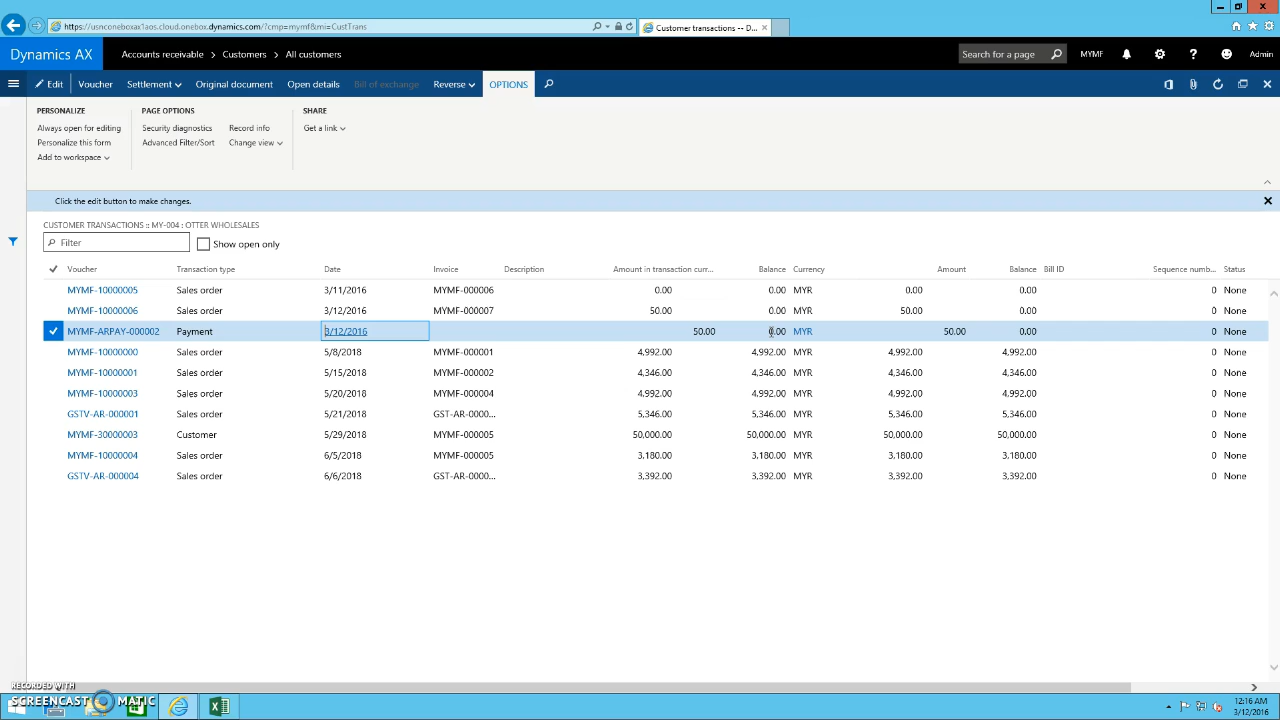 https://usnconeboxax1aos.cloud.onebox.dynamics.com/?cmp=mymf&mi=CustTrans
Customer transactions -- D...
Dynamics AX
Accounts receivable > Customers > All customers
Search for a page
MYMF
? Admin
Edit Voucher Settlement Original document Open details Bill of exchange Reverse OPTIONS
PERSONALIZE PAGE OPTIONS SHARE
Always open for editing Security diagnostics Record info Get a link
Personalize this form Advanced Filter/Sort Change view
Add to workspace
Click the edit button to make changes.
CUSTOMER TRANSACTIONS :: MY-004 : OTTER WHOLESALES
Filter Show open only
Voucher Transaction type Date Invoice Description Amount in transaction curr... Balance Currency Amount Balance Bill ID Sequence numb... Status
MYMF-10000005 Sales order 3/11/2016 MYMF-000006 0.00 0.00 MYR 0.00 0.00 0 None
MYMF-10000006 Sales order 3/12/2016 MYMF-000007 50.00 0.00 MYR 50.00 0.00 0 None
MYMF-ARPAY-000002 Payment 3/12/2016 50.00 0.00 MYR 50.00 0.00 0 None
MYMF-10000000 Sales order 5/8/2018 MYMF-000001 4,992.00 4,992.00 MYR 4,992.00 4,992.00 0 None
MYMF-10000001 Sales order 5/15/2018 MYMF-000002 4,346.00 4,346.00 MYR 4,346.00 4,346.00 0 None
MYMF-10000003 Sales order 5/20/2018 MYMF-000004 4,992.00 4,992.00 MYR 4,992.00 4,992.00 0 None
GSTV-AR-000001 Sales order 5/21/2018 GST-AR-0000... 5,346.00 5,346.00 MYR 5,346.00 5,346.00 0 None
MYMF-30000003 Customer 5/29/2018 MYMF-000005 50,000.00 50,000.00 MYR 50,000.00 50,000.00 0 None
MYMF-10000004 Sales order 6/5/2018 MYMF-000005 3,180.00 3,180.00 MYR 3,180.00 3,180.00 0 None
GSTV-AR-000004 Sales order 6/6/2018 GST-AR-0000... 3,392.00 3,392.00 MYR 3,392.00 3,392.00 0 None
RECORDED WITH
SCREENCAST MATIC
12:16 AM
3/12/2016